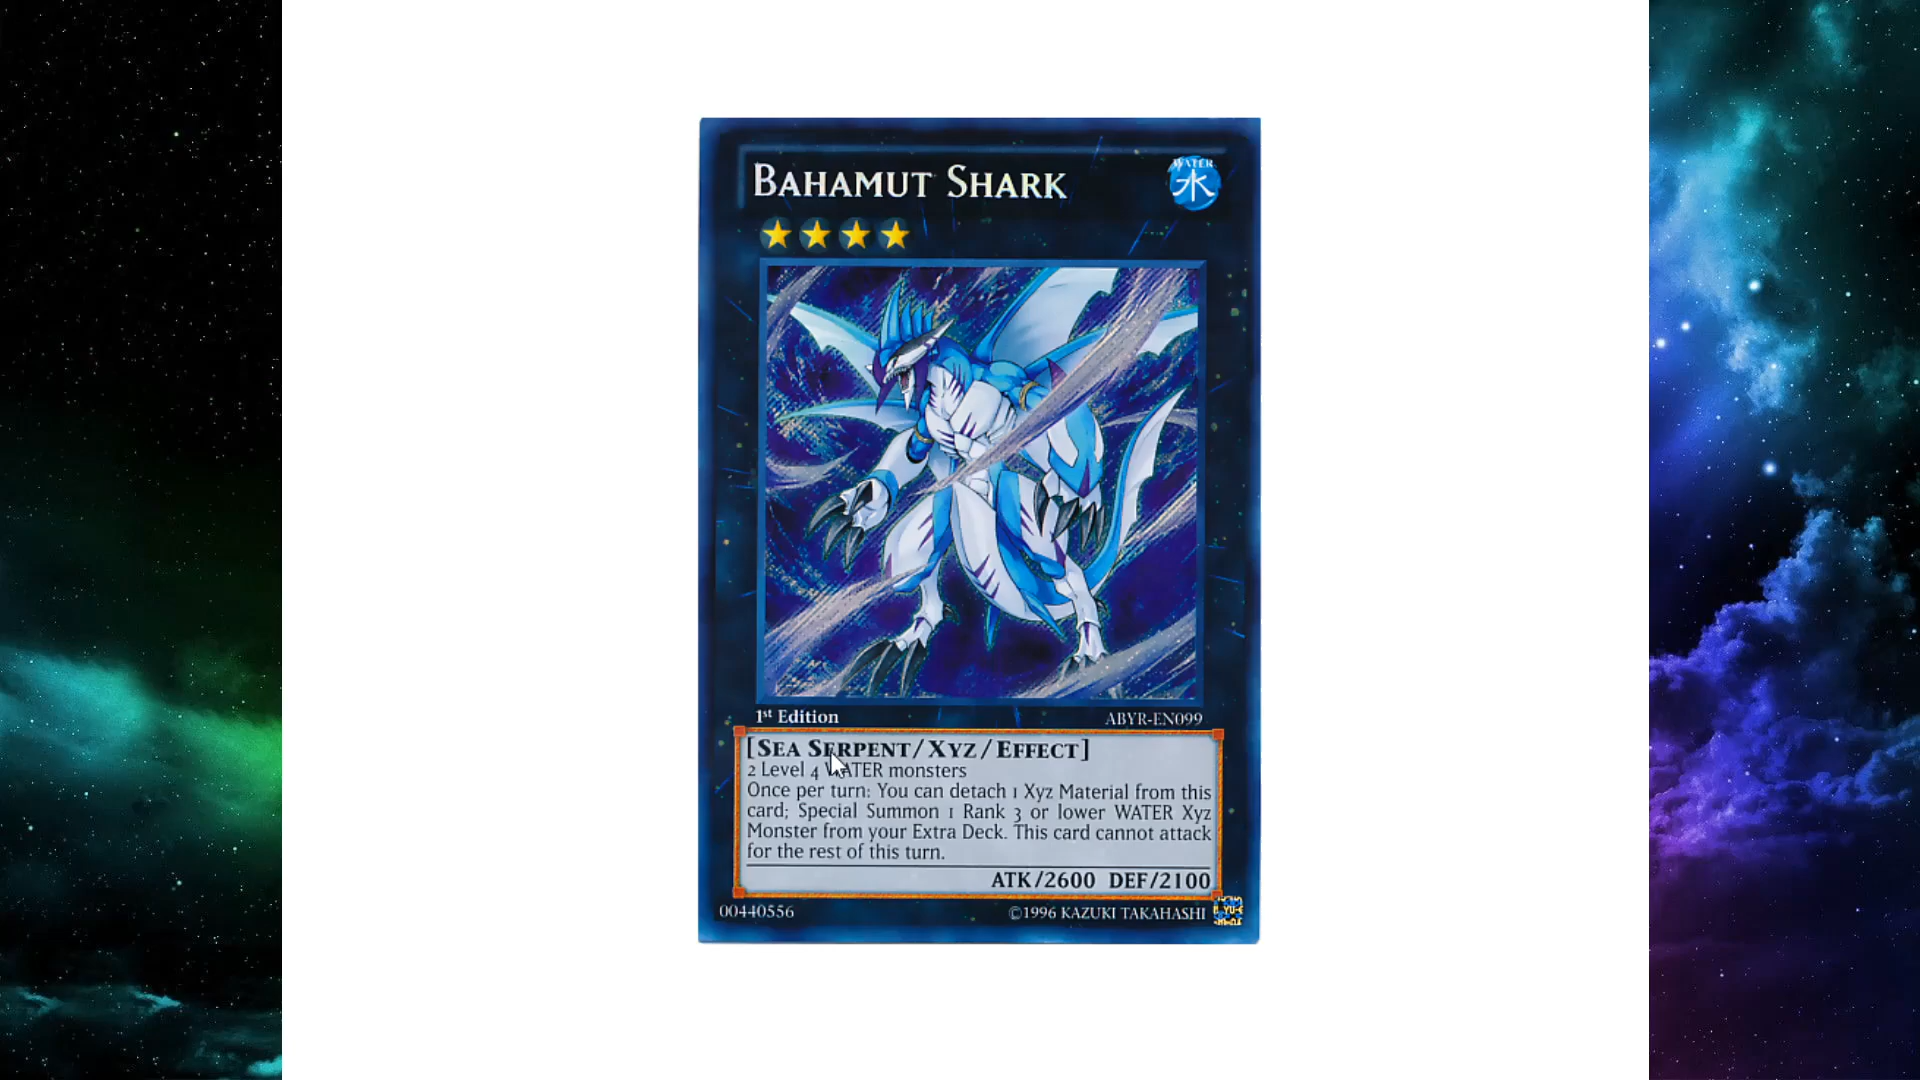 BAHAMUT SHARK
WATER
水
1st Edition
ABYR-EN099
[SEA SERPENT/XYZ/EFFECT]
2 Level 4 WATER monsters
Once per turn: You can detach 1 Xyz Material from this
card; Special Summon 1 Rank 3 or lower WATER Xyz
Monster from your Extra Deck. This card cannot attack
for the rest of this turn.
ATK/2600 DEF/2100
00440556
©1996 KAZUKI TAKAHASHI